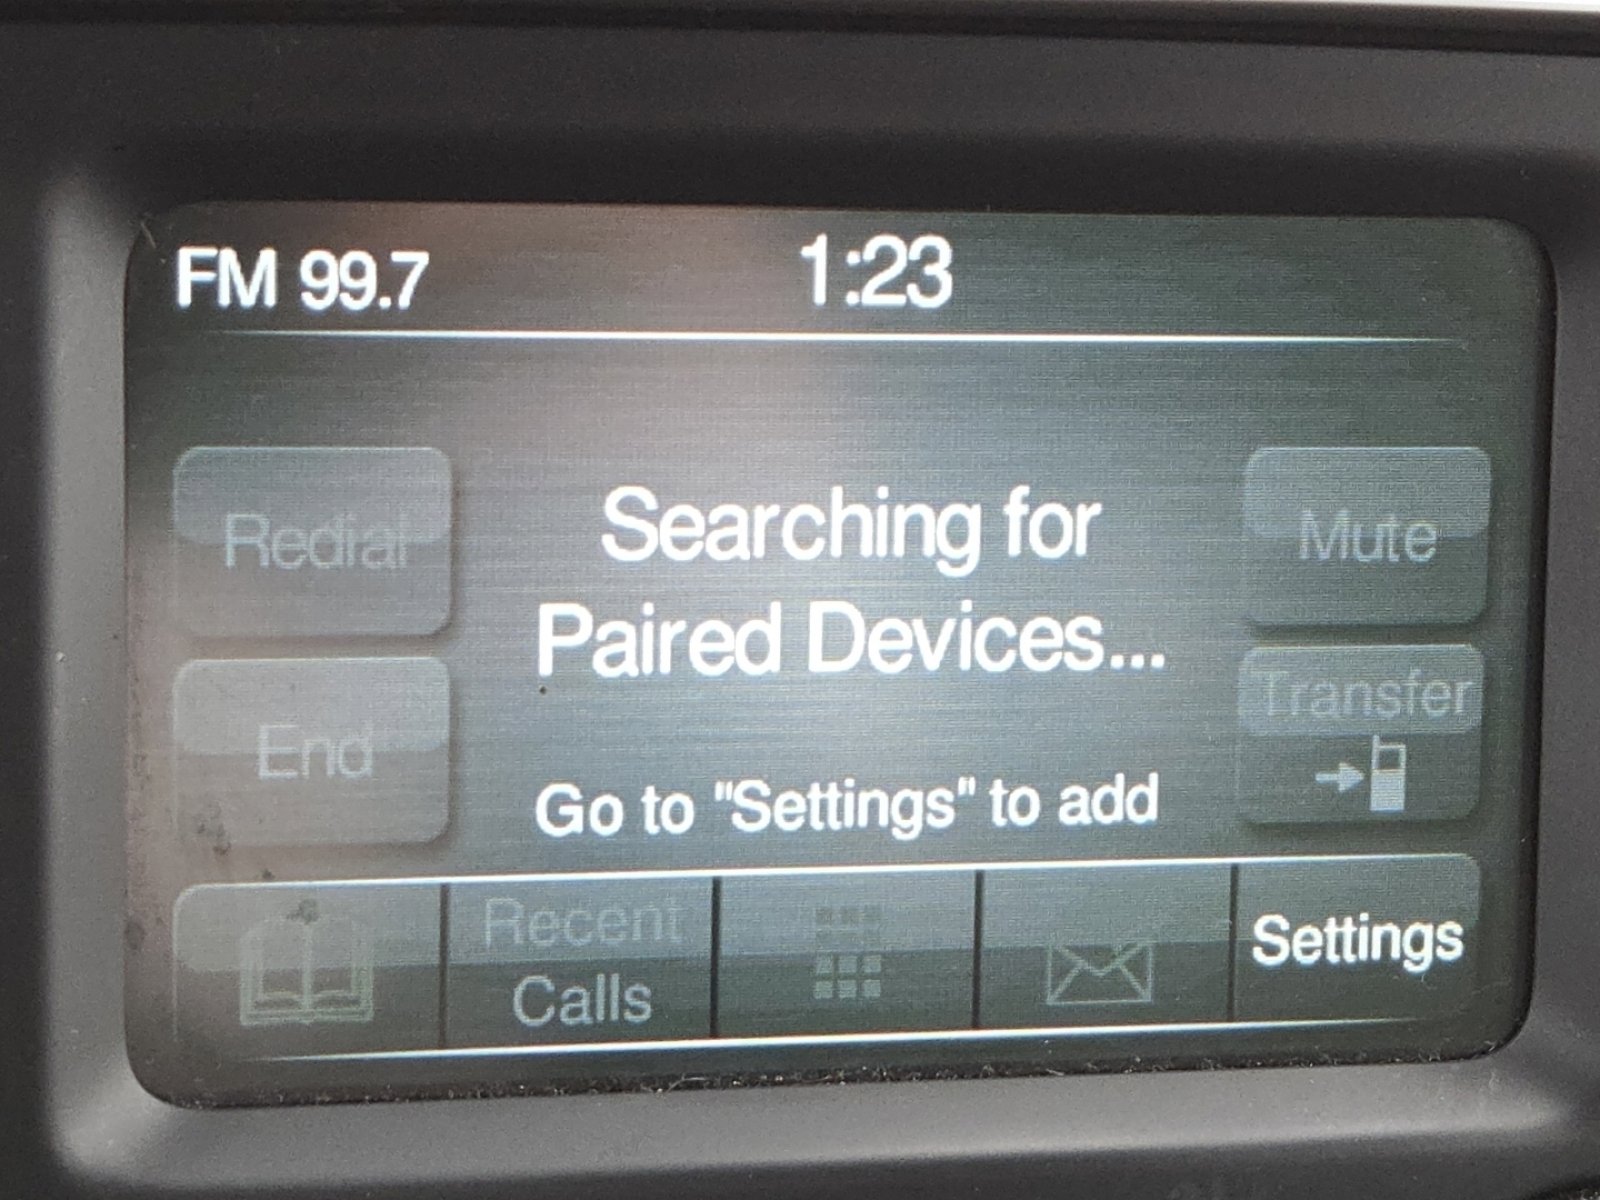 FM 99.7
1:23
Redial
Searching for
Paired Devices...
Mute
End
Transfer
Go to "Settings" to add
Recent
Calls
Settings